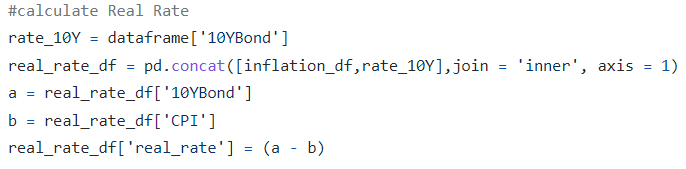 #calculate Real Rate
rate_10Y = dataframe['10YBond']
real_rate_df = pd.concat([inflation_df,rate_10Y],join = 'inner', axis = 1)
a = real_rate_df['10YBond']
b = real_rate_df['CPI']
real_rate_df['real_rate'] = (a - b)